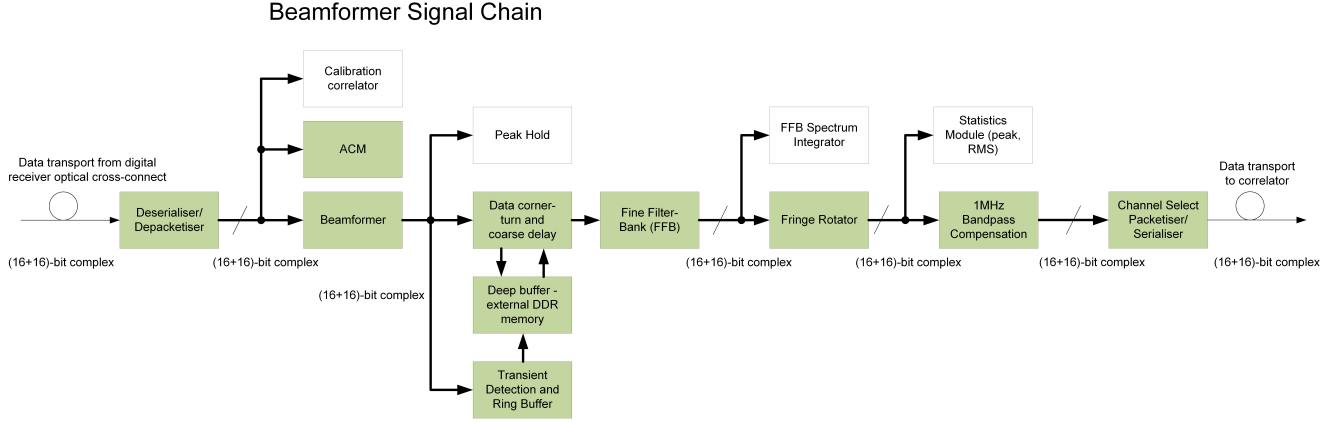 Beamformer Signal Chain
Calibration
correlator
ACM
Data transport from digital
receiver optical cross-connect
Deserialiser/
Depacketiser
Beamformer
(16+16)-bit complex
(16+16)-bit complex
(16+16)-bit complex
Peak Hold
Data corner-
turn and
coarse delay
Deep buffer -
external DDR
memory
Transient
Detection and
Ring Buffer
Fine Filter-
Bank (FFB)
FFB Spectrum
Integrator
Fringe Rotator
(16+16)-bit complex
Statistics
Module (peak,
RMS)
1MHz
Bandpass
Compensation
(16+16)-bit complex
Channel Select
Packetiser/
Serialiser
(16+16)-bit complex
Data transport
to correlator
(16+16)-bit complex